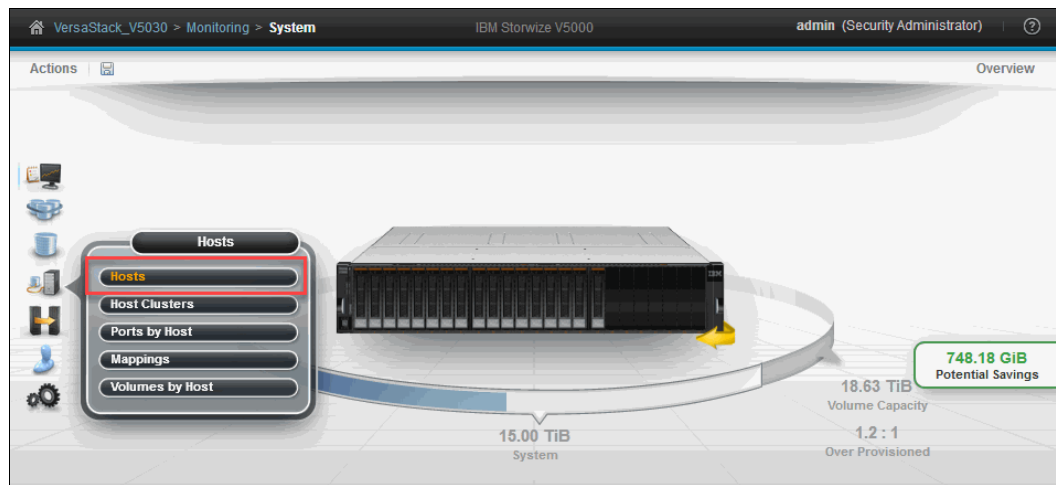 VersaStack_V5030 > Monitoring > System
IBM Storwize V5000
admin (Security Administrator)
?
Actions
Overview
Hosts
Hosts
Host Clusters
Ports by Host
Mappings
Volumes by Host
IBM
748.18 GiB
Potential Savings
18.63 TiB
Volume Capacity
15.00 TiB
System
1.2 : 1
Over Provisioned